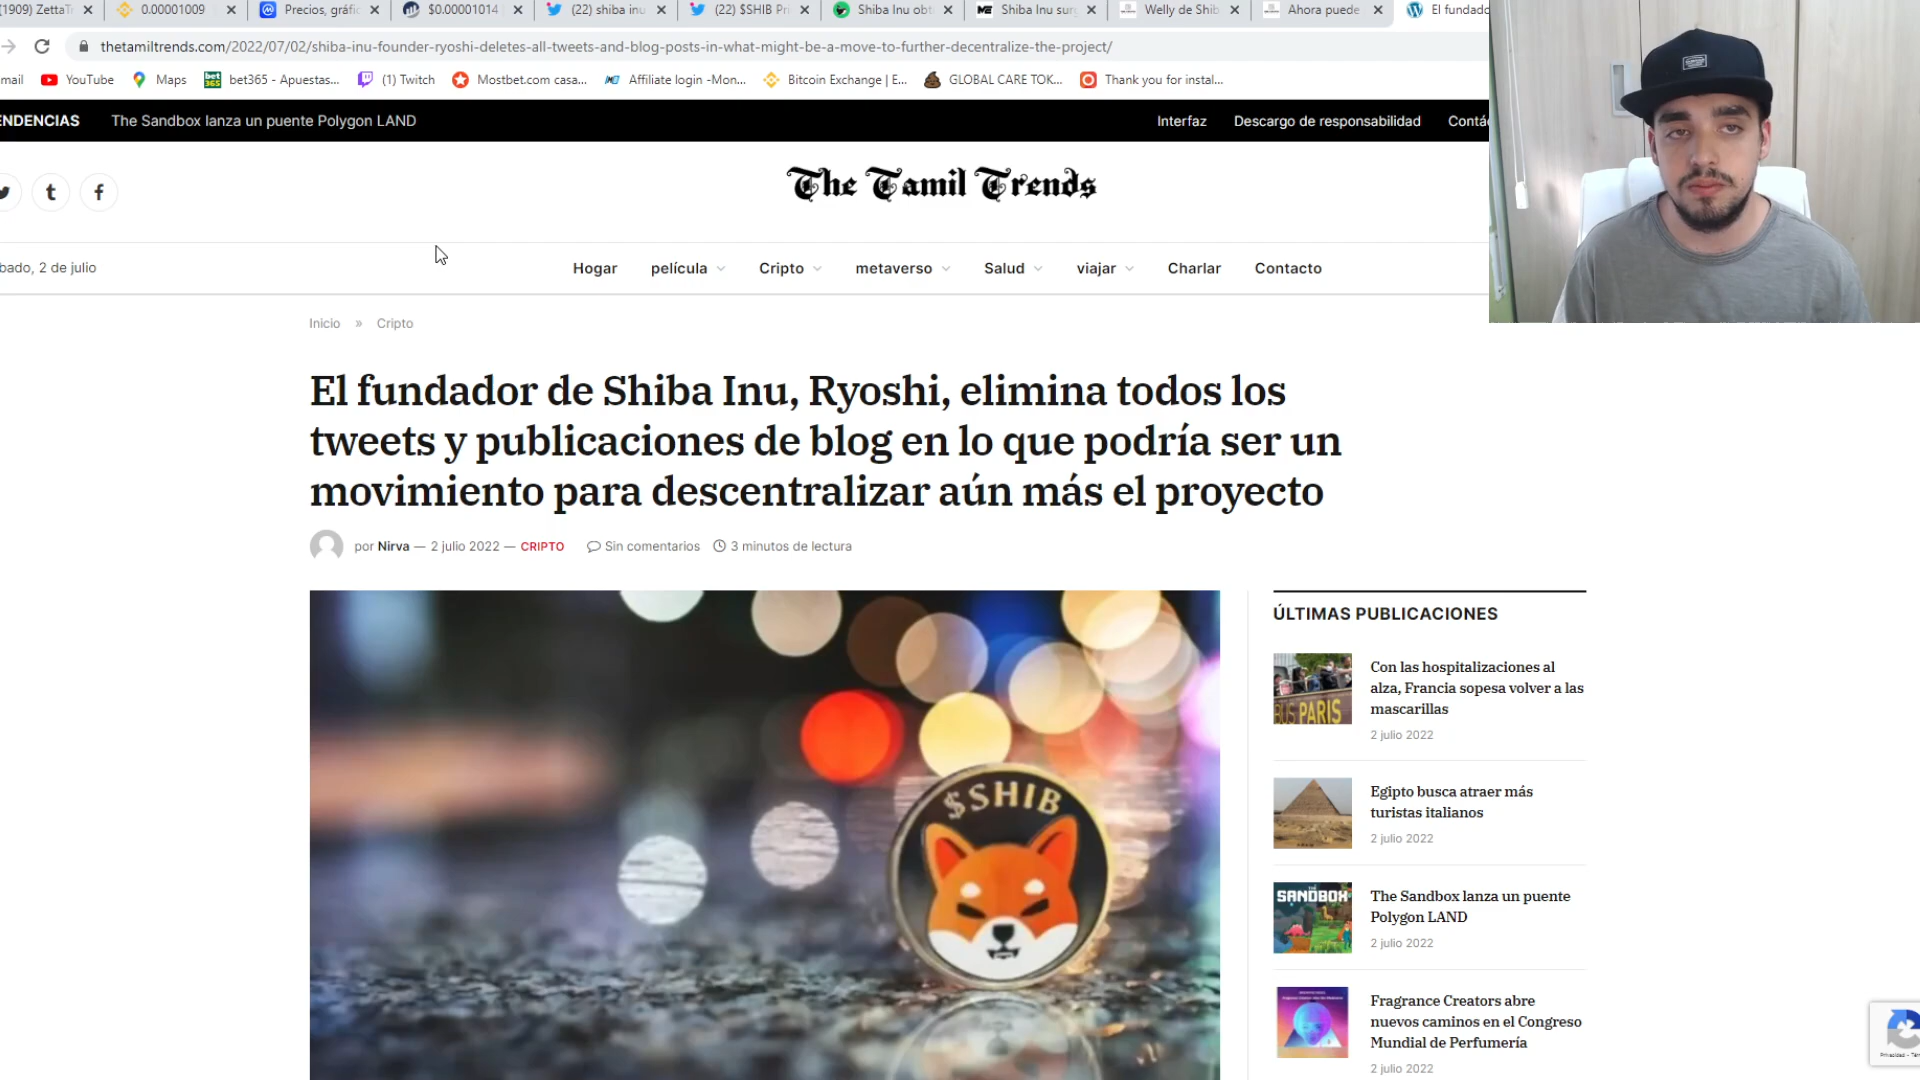 (1909) ZettaT
0.00001009
Precios, gráfic
$0.00001014
(22) shiba inu
(22) $SHIB Pri
Shiba Inu obt
Shiba Inu surg
Welly de Shib
Ahora puede
El fundado
thetamiltrends.com/2022/07/02/shiba-inu-founder-ryoshi-deletes-all-tweets-and-blog-posts-in-what-might-be-a-move-to-further-decentralize-the-project/
mail
YouTube
Maps
bet365 - Apuestas...
(1) Twitch
Mostbet.com casa...
Affiliate login -Mon...
Bitcoin Exchange | E...
GLOBAL CARE TOK...
Thank you for instal...
ENDENCIAS
The Sandbox lanza un puente Polygon LAND
Interfaz
Descargo de responsabilidad
Contác
The Tamil Trends
bado, 2 de julio
Hogar
película
Cripto
metaverso
Salud
viajar
Charlar
Contacto
Inicio » Cripto
El fundador de Shiba Inu, Ryoshi, elimina todos los
tweets y publicaciones de blog en lo que podría ser un
movimiento para descentralizar aún más el proyecto
por Nirva — 2 julio 2022 — CRIPTO
Sin comentarios
3 minutos de lectura
$SHIB
ÚLTIMAS PUBLICACIONES
BUS PARIS
Con las hospitalizaciones al
alza, Francia sopesa volver a las
mascarillas
2 julio 2022
Egipto busca atraer más
turistas italianos
2 julio 2022
THE
SANDBOX
The Sandbox lanza un puente
Polygon LAND
2 julio 2022
Fragrance Creators abre
nuevos caminos en el Congreso
Mundial de Perfumería
2 julio 2022